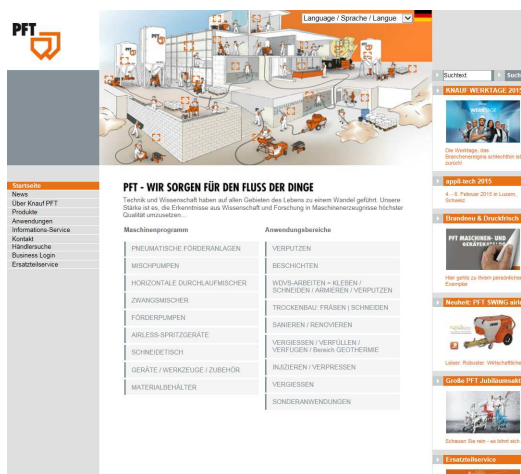 PFT
Language / Sprache / Langue
Suchtext
KNAUF WERKTAGE 2015
WERKTAGE
Die Werktage, das
Branchenereignis schlechthin ist
zurück!
Startseite
News
Über Knauf PFT
Produkte
Anwendungen
Informations-Service
Kontakt
Händlersuche
Business Login
Ersatzteilservice
PFT - WIR SORGEN FÜR DEN FLUSS DER DINGE
Technik und Wissenschaft haben auf allen Gebieten des Lebens zu einem Wandel geführt. Unsere
Stärke ist es, die Erkenntnisse aus Wissenschaft und Forschung in Maschinenerzeugnisse höchster
Qualität umzusetzen...
Maschinenprogramm
PNEUMATISCHE FÖRDERANLAGEN
MISCHPUMPEN
HORIZONTALE DURCHLAUFMISCHER
ZWANGSMISCHER
FÖRDERPUMPEN
AIRLESS-SPRITZGERÄTE
SCHNEIDETISCH
GERÄTE / WERKZEUGE / ZUBEHÖR
MATERIALBEHÄLTER
Anwendungsbereiche
VERPUTZEN
BESCHICHTEN
WDVS-ARBEITEN = KLEBEN /
SCHNEIDEN / ARMIEREN / VERPUTZEN
TROCKENBAU: FRÄSEN | SCHNEIDEN
SANIEREN / RENOVIEREN
VERGIESSEN / VERFÜLLEN /
VERFUGEN / Bereich GEOTHERMIE
INJIZIEREN / VERPRESSEN
VERGIESSEN
SONDERANWENDUNGEN
appli-tech 2015
4. - 6. Februar 2015 in Luzern,
Schweiz
Brandneu & Druckfrisch
PFT MASCHINEN- UND
Hier gehts zu Ihrem persönlichen
Exemplar
Neuheit: PFT SWING airless
Leiser. Robuster. Wirtschaftlicher
Große PFT Jubiläumsakt
Schauen Sie rein - es lohnt sich
Ersatzteilservice